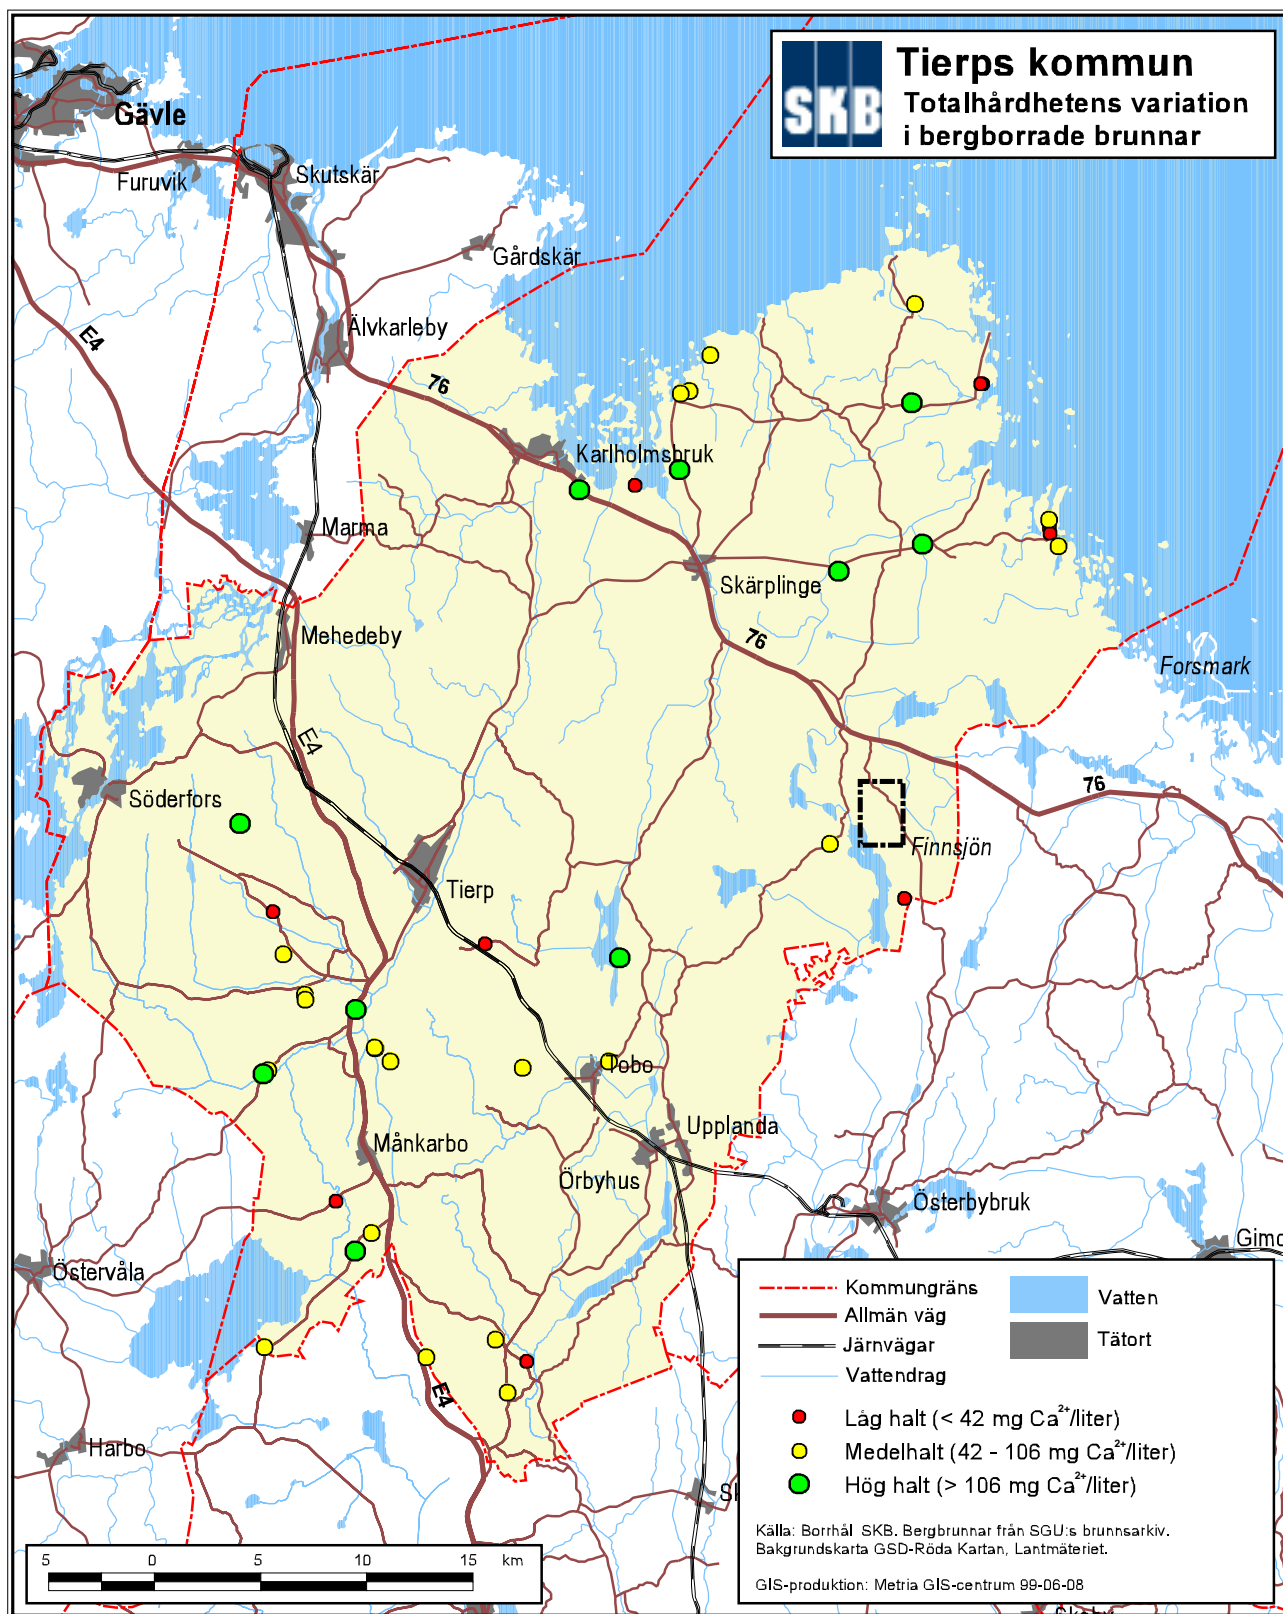 SKB
Tierps kommun
Totalhårdhetens variation
i bergborrade brunnar
Gävle
Furuvik
Skutskär
Gårdskär
E4
Älvkarleby
76
Karlholmsbruk
Marma
Skärplinge
Mehedeby
76
Forsmark
E4
Söderfors
76
Finnsjön
Tierp
Tobo
Upplanda
Månkarbo
Örbyhus
Österbybruk
Gimo
Östervåla
E4
Harbo
Kommungräns
Allmän väg
Järnvägar
Vattendrag
Vatten
Tätort
Låg halt (< 42 mg Ca²⁺/liter)
Medelhalt (42 - 106 mg Ca²⁺/liter)
Hög halt (> 106 mg Ca²⁺/liter)
Källa: Borrhål SKB. Bergbrunnar från SGU:s brunnsarkiv.
Bakgrundskarta GSD-Röda Kartan, Lantmäteriet.
GIS-produktion: Metria GIS-centrum 99-06-08
5 0 5 10 15 km